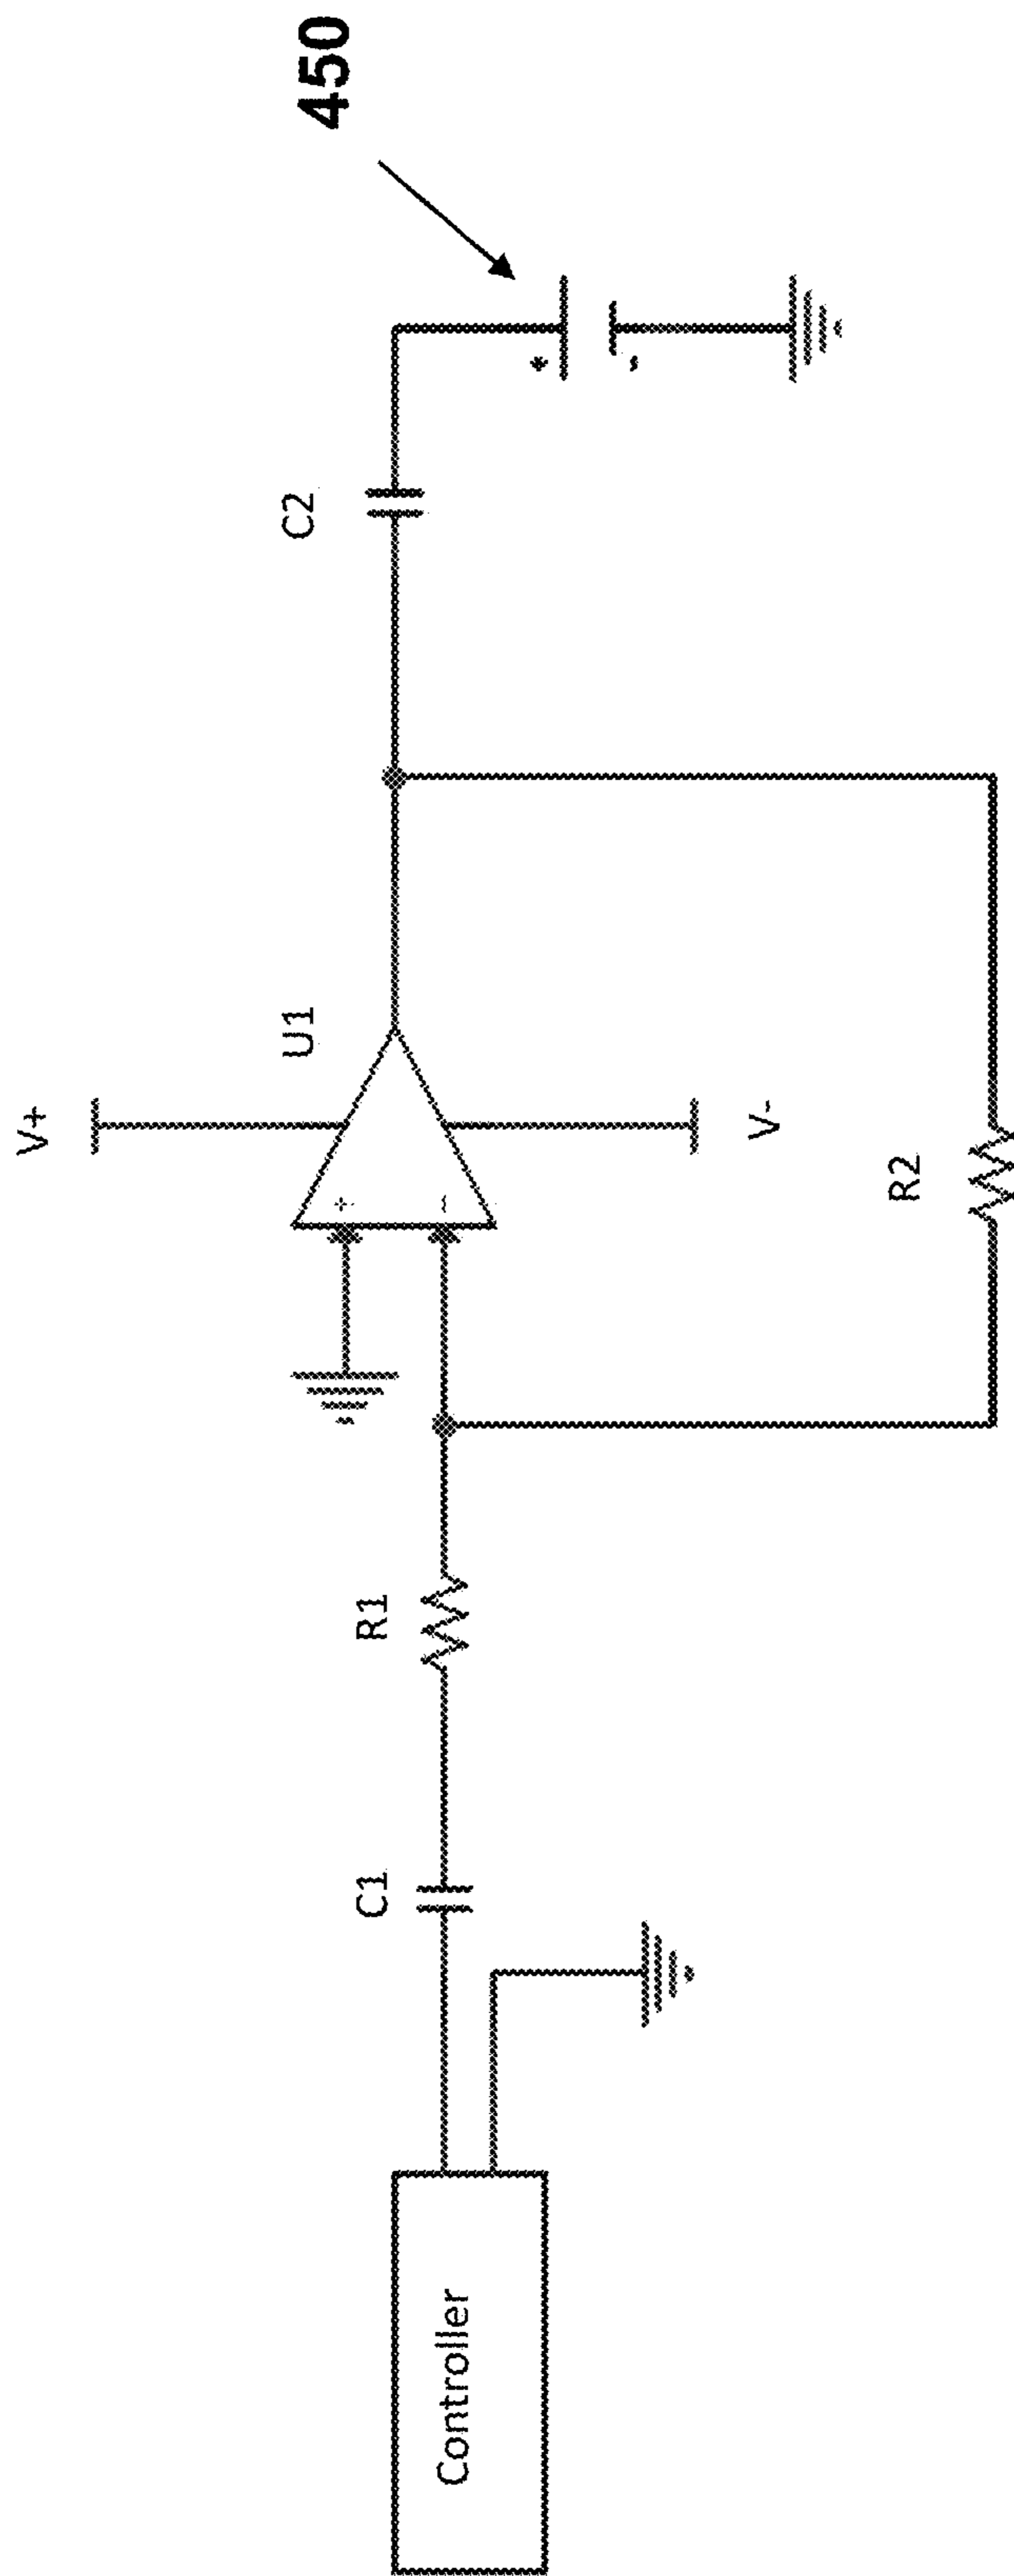 Controller
C1
R1
+
-
U1
V+
V-
R2
C2
+
-
450